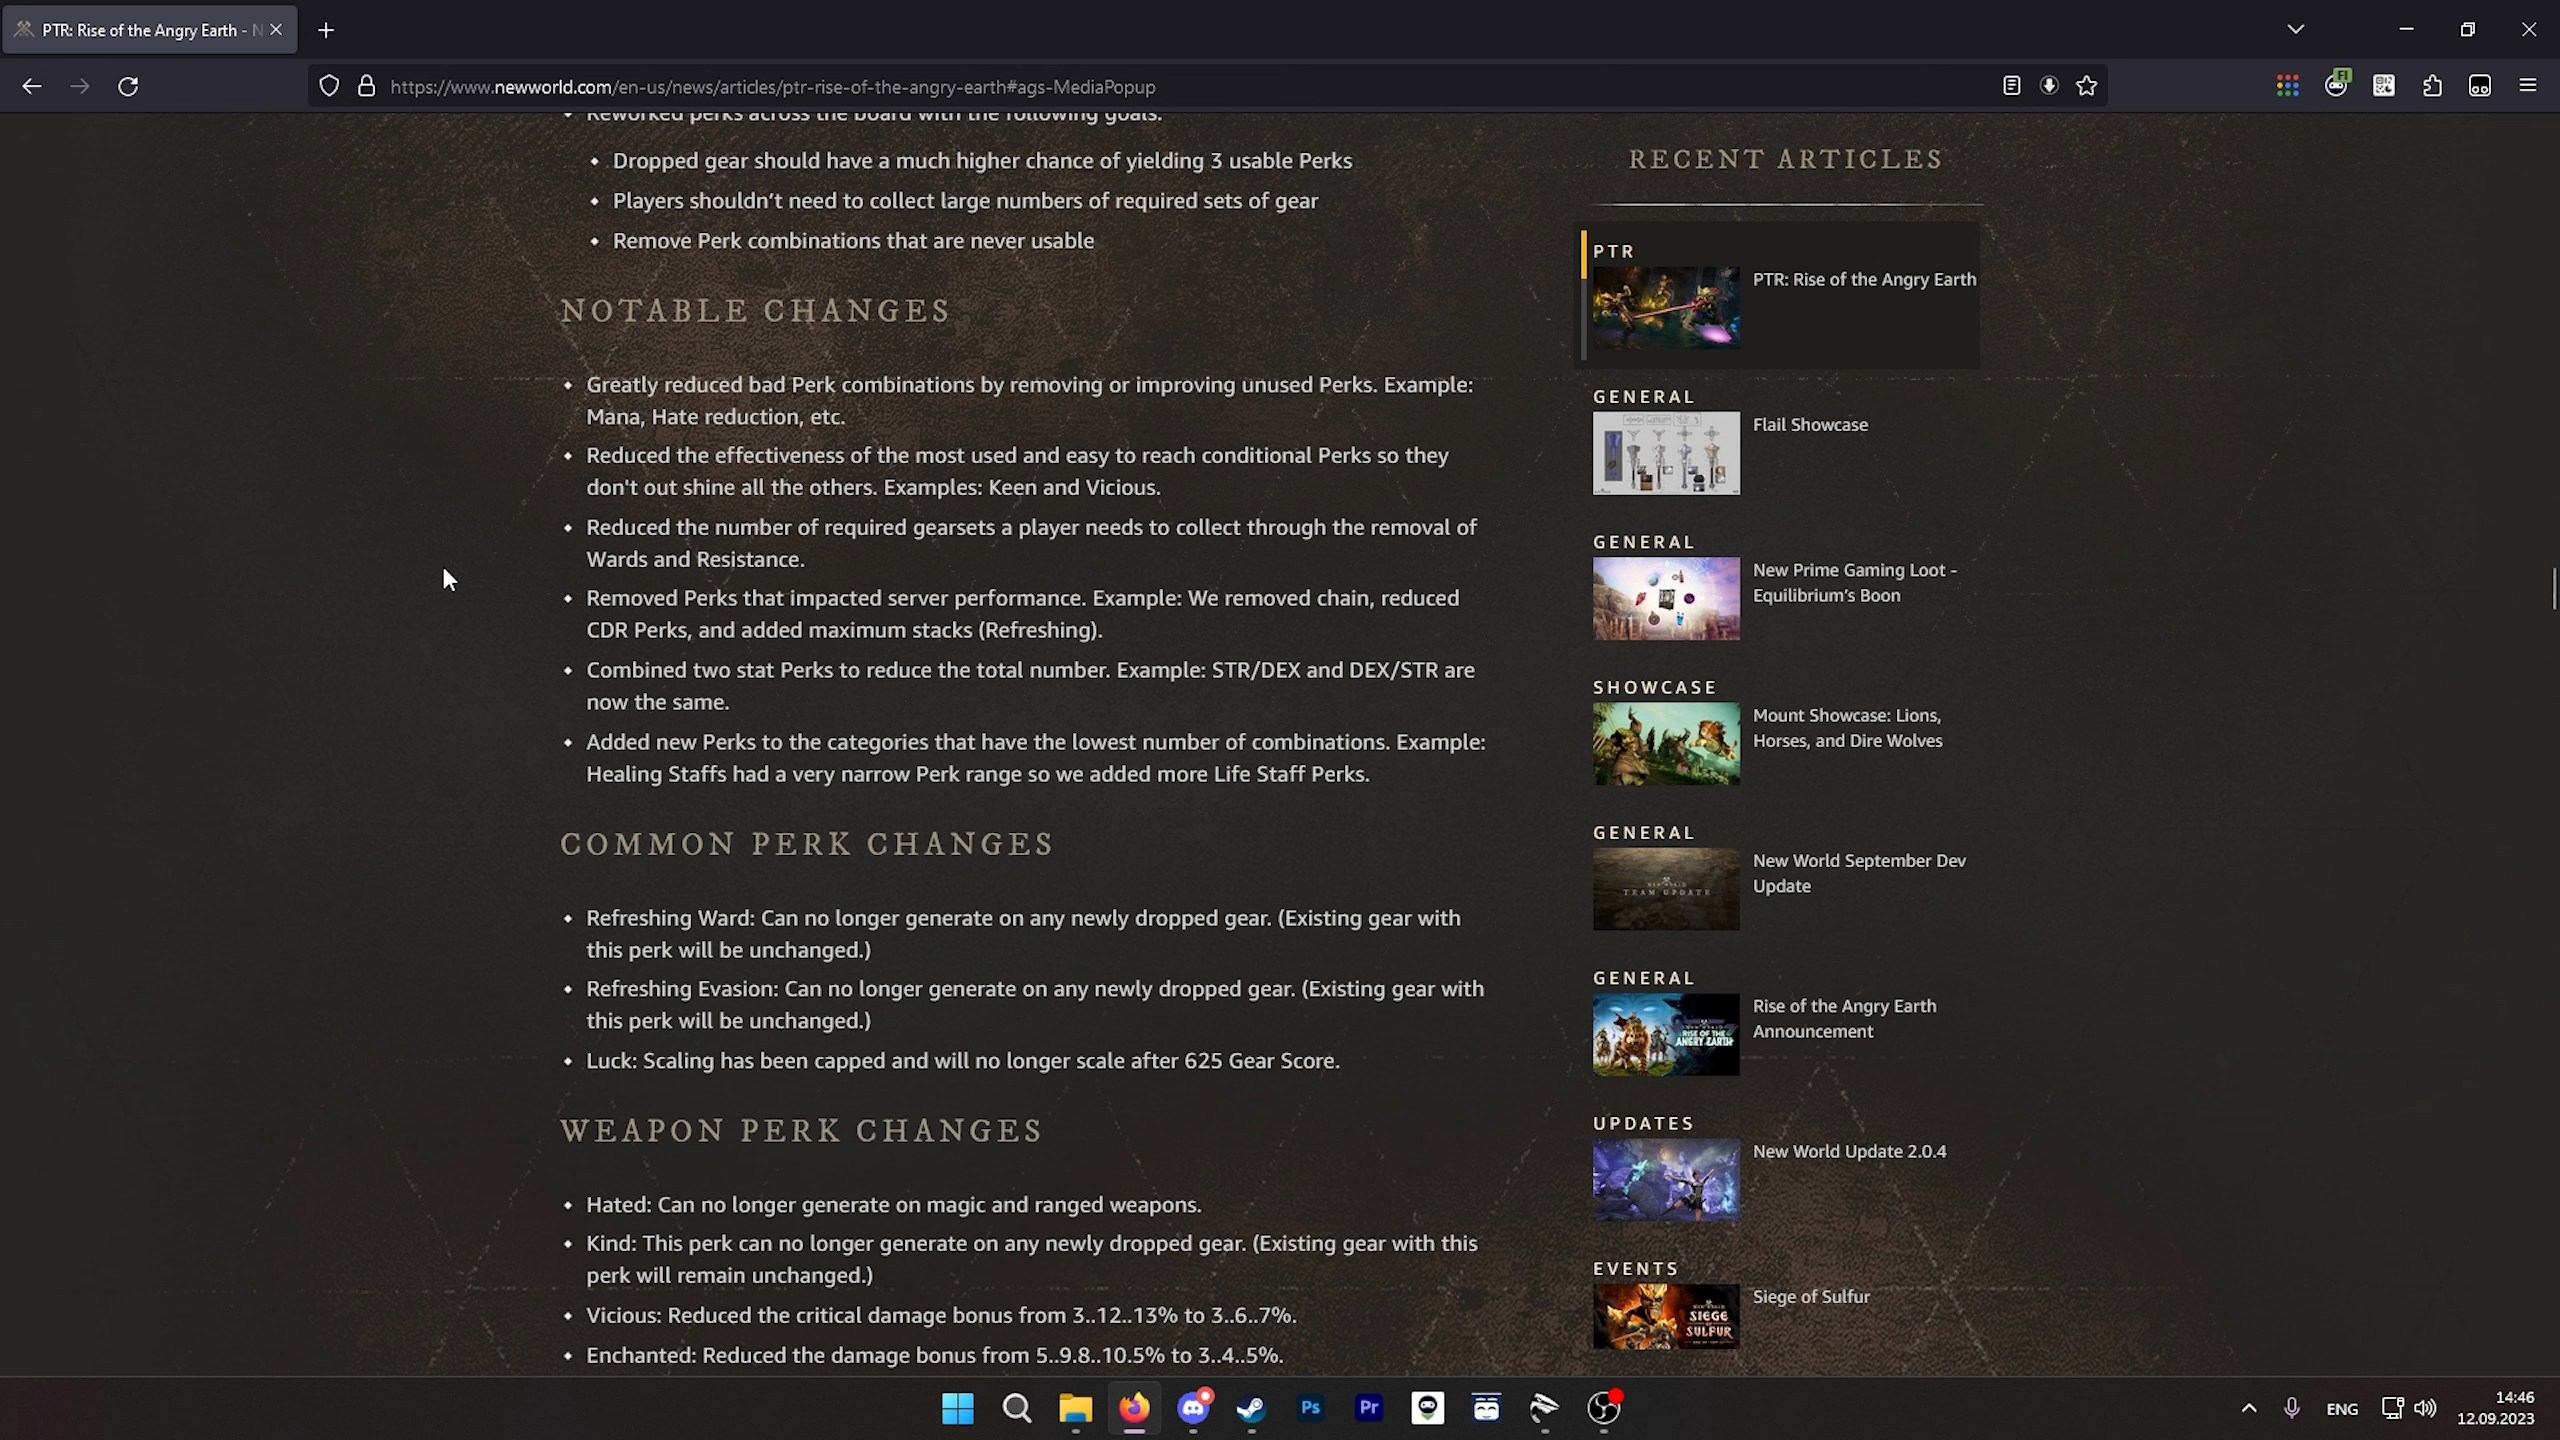 PTR: Rise of the Angry Earth - N
https://www.newworld.com/en-us/news/articles/ptr-rise-of-the-angry-earth#ags-MediaPopup
FI
Reworked perks across the board with the following goals:
Dropped gear should have a much higher chance of yielding 3 usable Perks
Players shouldn’t need to collect large numbers of required sets of gear
Remove Perk combinations that are never usable
NOTABLE CHANGES
Greatly reduced bad Perk combinations by removing or improving unused Perks. Example:
Mana, Hate reduction, etc.
Reduced the effectiveness of the most used and easy to reach conditional Perks so they
don't out shine all the others. Examples: Keen and Vicious.
Reduced the number of required gearsets a player needs to collect through the removal of
Wards and Resistance.
Removed Perks that impacted server performance. Example: We removed chain, reduced
CDR Perks, and added maximum stacks (Refreshing).
Combined two stat Perks to reduce the total number. Example: STR/DEX and DEX/STR are
now the same.
Added new Perks to the categories that have the lowest number of combinations. Example:
Healing Staffs had a very narrow Perk range so we added more Life Staff Perks.
COMMON PERK CHANGES
Refreshing Ward: Can no longer generate on any newly dropped gear. (Existing gear with
this perk will be unchanged.)
Refreshing Evasion: Can no longer generate on any newly dropped gear. (Existing gear with
this perk will be unchanged.)
Luck: Scaling has been capped and will no longer scale after 625 Gear Score.
WEAPON PERK CHANGES
Hated: Can no longer generate on magic and ranged weapons.
Kind: This perk can no longer generate on any newly dropped gear. (Existing gear with this
perk will remain unchanged.)
Vicious: Reduced the critical damage bonus from 3..12..13% to 3..6..7%.
Enchanted: Reduced the damage bonus from 5..9.8..10.5% to 3..4..5%.
RECENT ARTICLES
PTR
PTR: Rise of the Angry Earth
GENERAL
Flail Showcase
GENERAL
New Prime Gaming Loot -
Equilibrium’s Boon
SHOWCASE
Mount Showcase: Lions,
Horses, and Dire Wolves
GENERAL
TEAM UPDATE
New World September Dev
Update
GENERAL
RISE OF THE
ANGRY EARTH
Rise of the Angry Earth
Announcement
UPDATES
New World Update 2.0.4
EVENTS
SIEGE
OF
SULFUR
Siege of Sulfur
Ps
Pr
ENG
14:46
12.09.2023